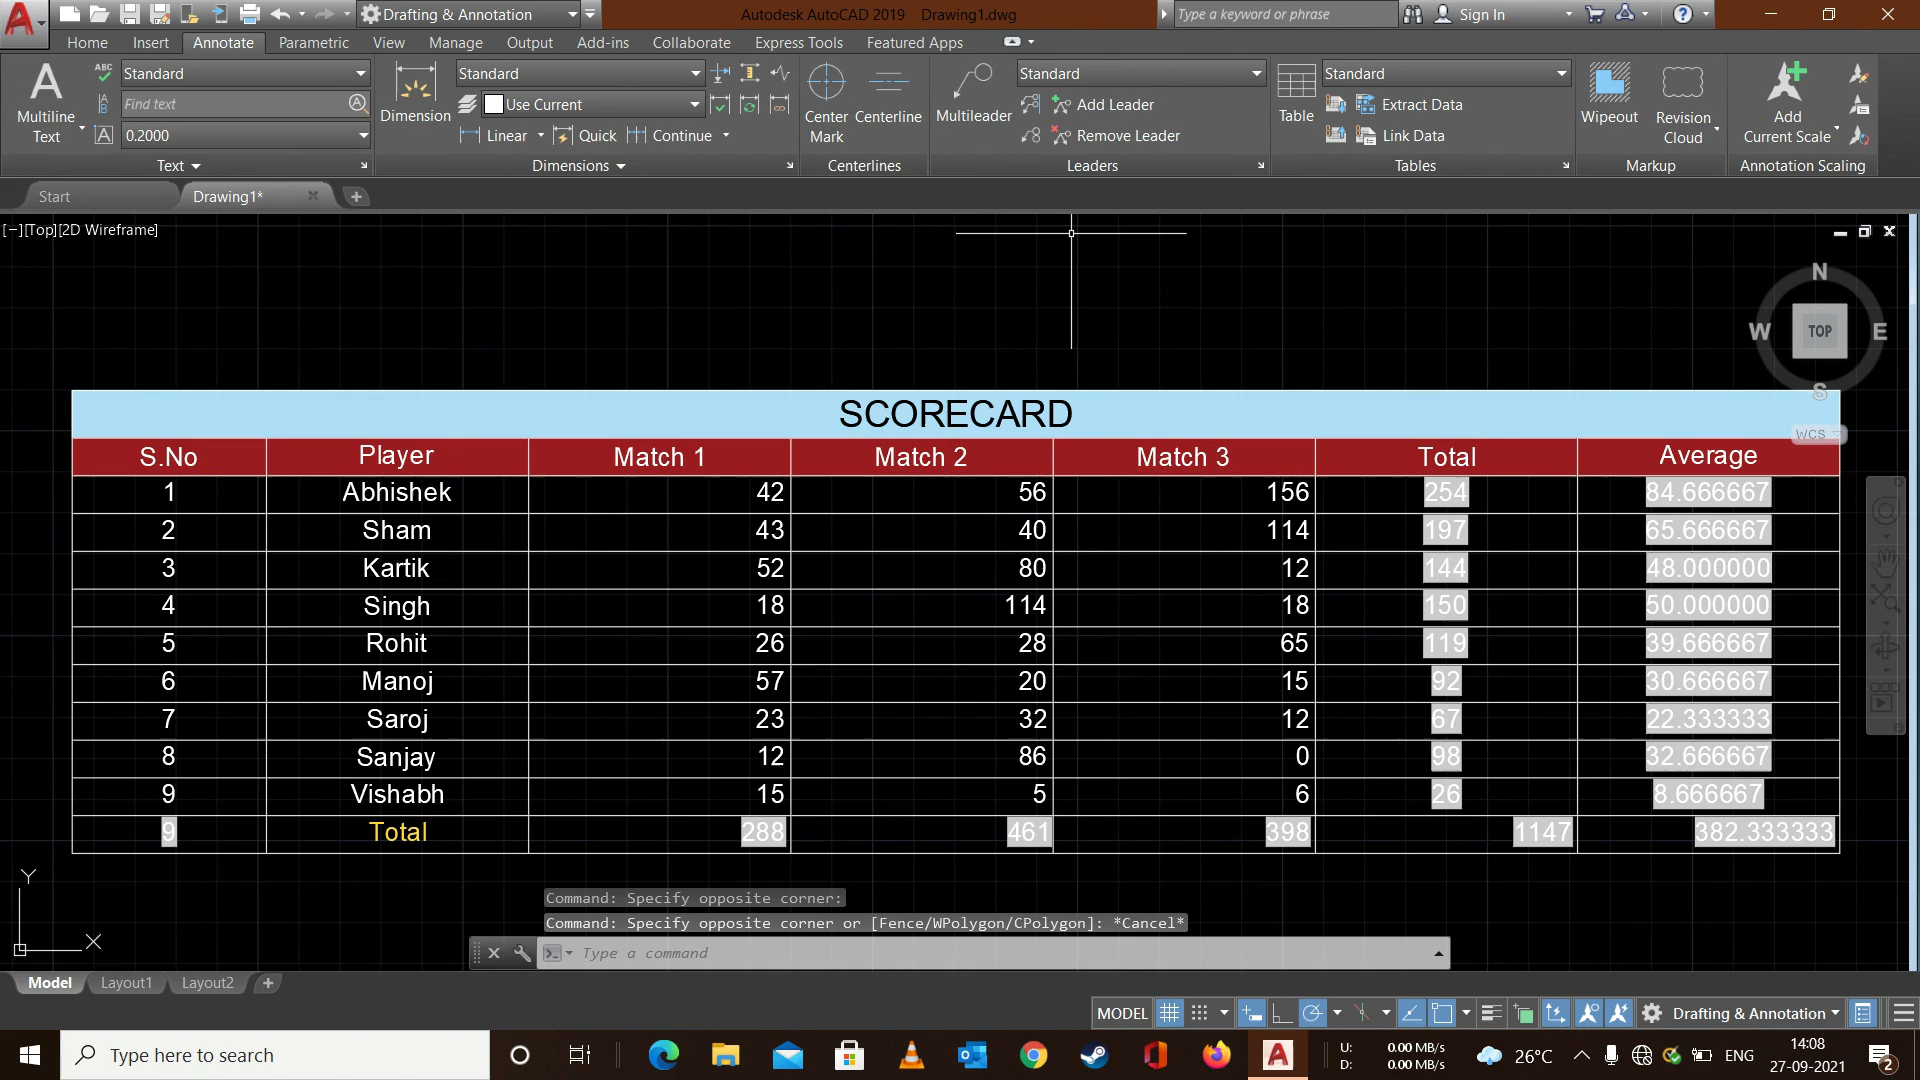 Drafting & Annotation
Autodesk AutoCAD 2019 Drawing1.dwg
Type a keyword or phrase
Sign In
Home Insert Annotate Parametric View Manage Output Add-ins Collaborate Express Tools Featured Apps
Multiline Text
ABC
Standard
Find text
0.2000
Text
Dimension
Standard
Use Current
Linear Quick Continue
Dimensions
Center Mark
Centerline
Centerlines
Multileader
Standard
Add Leader
Remove Leader
Leaders
Table
Standard
Extract Data
Link Data
Tables
Wipeout
Revision Cloud
Markup
Add Current Scale
Annotation Scaling
Start Drawing1*
[−][Top][2D Wireframe]
N
W TOP E
S
WCS
SCORECARD
S.No Player Match 1 Match 2 Match 3 Total Average
1 Abhishek 42 56 156 254 84.666667
2 Sham 43 40 114 197 65.666667
3 Kartik 52 80 12 144 48.000000
4 Singh 18 114 18 150 50.000000
5 Rohit 26 28 65 119 39.666667
6 Manoj 57 20 15 92 30.666667
7 Saroj 23 32 12 67 22.333333
8 Sanjay 12 86 0 98 32.666667
9 Vishabh 15 5 6 26 8.666667
9 Total 288 461 398 1147 382.333333
Y
X
Command: Specify opposite corner:
Command: Specify opposite corner or [Fence/WPolygon/CPolygon]: *Cancel*
Type a command
Model Layout1 Layout2
MODEL
Drafting & Annotation
Type here to search
U: 0.00 MB/s
D: 0.00 MB/s
26°C
ENG
14:08
27-09-2021
2